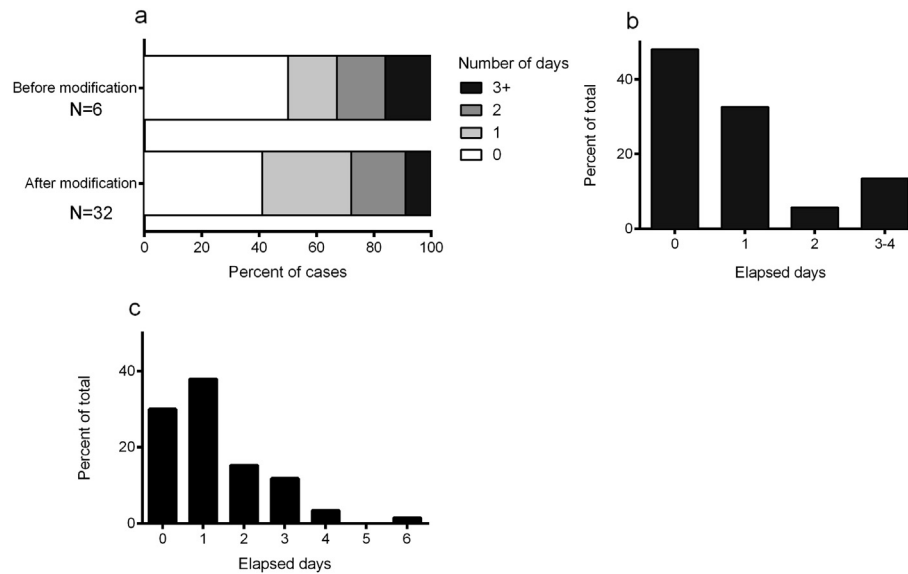 a
Before modification
N=6
After modification
N=32
0 20 40 60 80 100
Percent of cases
Number of days
3+
2
1
0
b
Percent of total
40
20
0
0 1 2 3-4
Elapsed days
c
Percent of total
40
20
0
0 1 2 3 4 5 6
Elapsed days